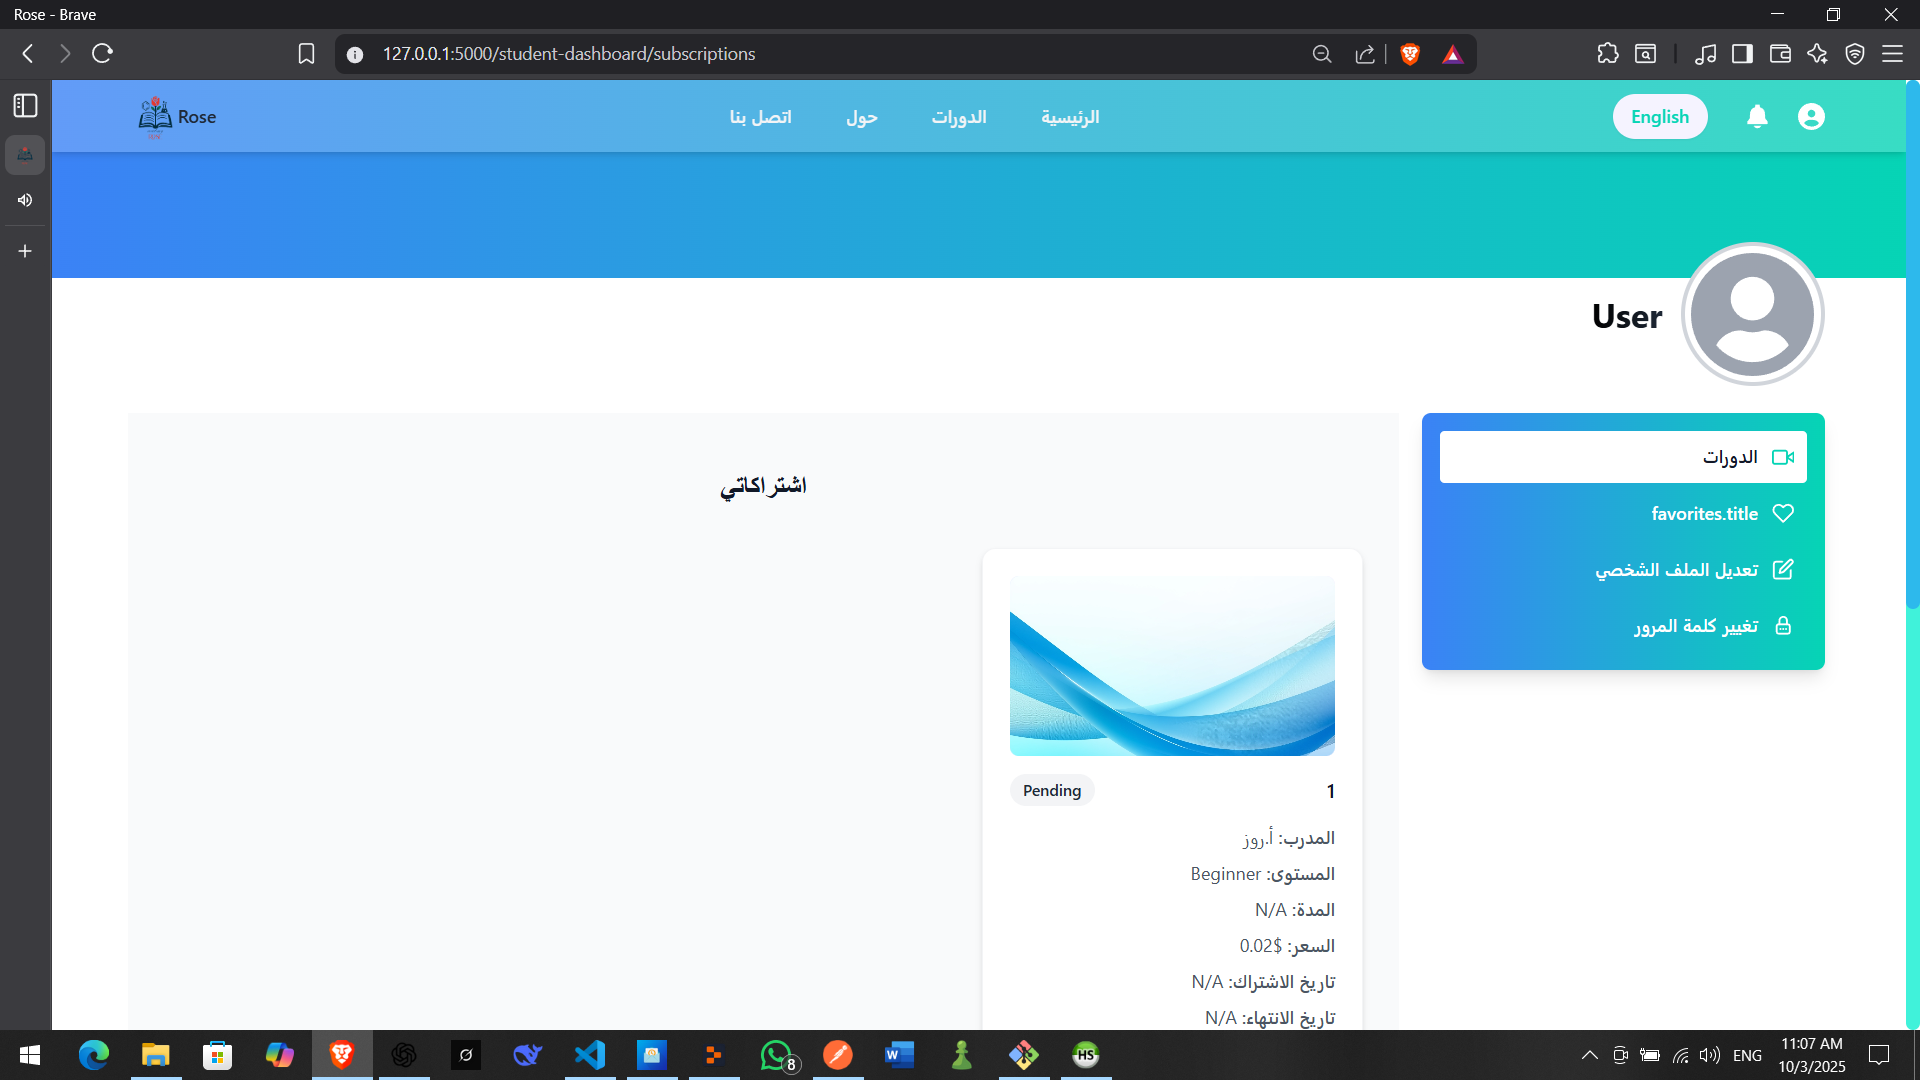 Rose - Brave
127.0.0.1:5000/student-dashboard/subscriptions
Rose
الرئيسية
الدورات
حول
اتصل بنا
English
User
الدورات
favorites.title
تعديل الملف الشخصي
تغيير كلمة المرور
اشتراكاتي
1
Pending
المدرب: أ.روز
المستوى: Beginner
المدة: N/A
السعر: 0.02$
تاريخ الاشتراك: N/A
تاريخ الانتهاء: N/A
8
HS
ENG
11:07 AM
10/3/2025